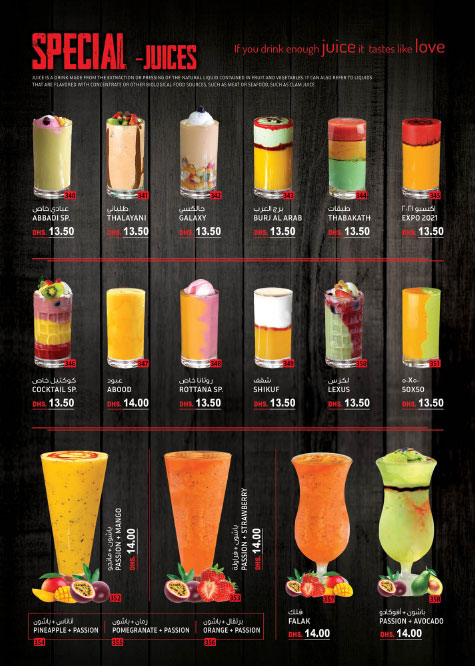 SPECIAL -JUICES
If you drink enough juice it tastes like love
JUICE IS A DRINK MADE FROM THE EXTRACTION OR PRESSING OF THE NATURAL LIQUID CONTAINED IN FRUIT AND VEGETABLES. IT CAN ALSO REFER TO LIQUIDS
THAT ARE FLAVORED WITH CONCENTRATE OR OTHER BIOLOGICAL FOOD SOURCES, SUCH AS MEAT OR SEAFOOD, SUCH AS CLAM JUICE.
340
عبادي خاص
ABBADI SP.
DHS. 13.50
341
طلياني
THALAYANI
DHS. 13.50
342
جالكسي
GALAXY
DHS. 13.50
343
برج العرب
BURJ AL ARAB
DHS. 13.50
344
طبقات
THABAKATH
DHS. 13.50
345
اكسبو ٢٠٢١
EXPO 2021
DHS. 13.50
346
كوكتيل خاص
COCKTAIL SP.
DHS. 13.50
347
عبود
ABOOD
DHS. 14.00
348
روتانا خاص
ROTTANA SP.
DHS. 13.50
349
شغف
SHIKUF
DHS. 13.50
350
لكزس
LEXUS
DHS. 13.50
351
٥٠X٥٠
50X50
DHS. 13.50
باشون + مانجو
PASSION + MANGO
DHS. 14.00
352
باشون + فراولة
PASSION + STRAWBERRY
DHS. 14.00
353
أناناس + باشون
PINEAPPLE + PASSION
354
رمان + باشون
POMEGRANATE + PASSION
355
برتقال + باشون
ORANGE + PASSION
356
357
فلك
FALAK
DHS. 14.00
358
باشون + افوكادو
PASSION + AVOCADO
DHS. 14.00